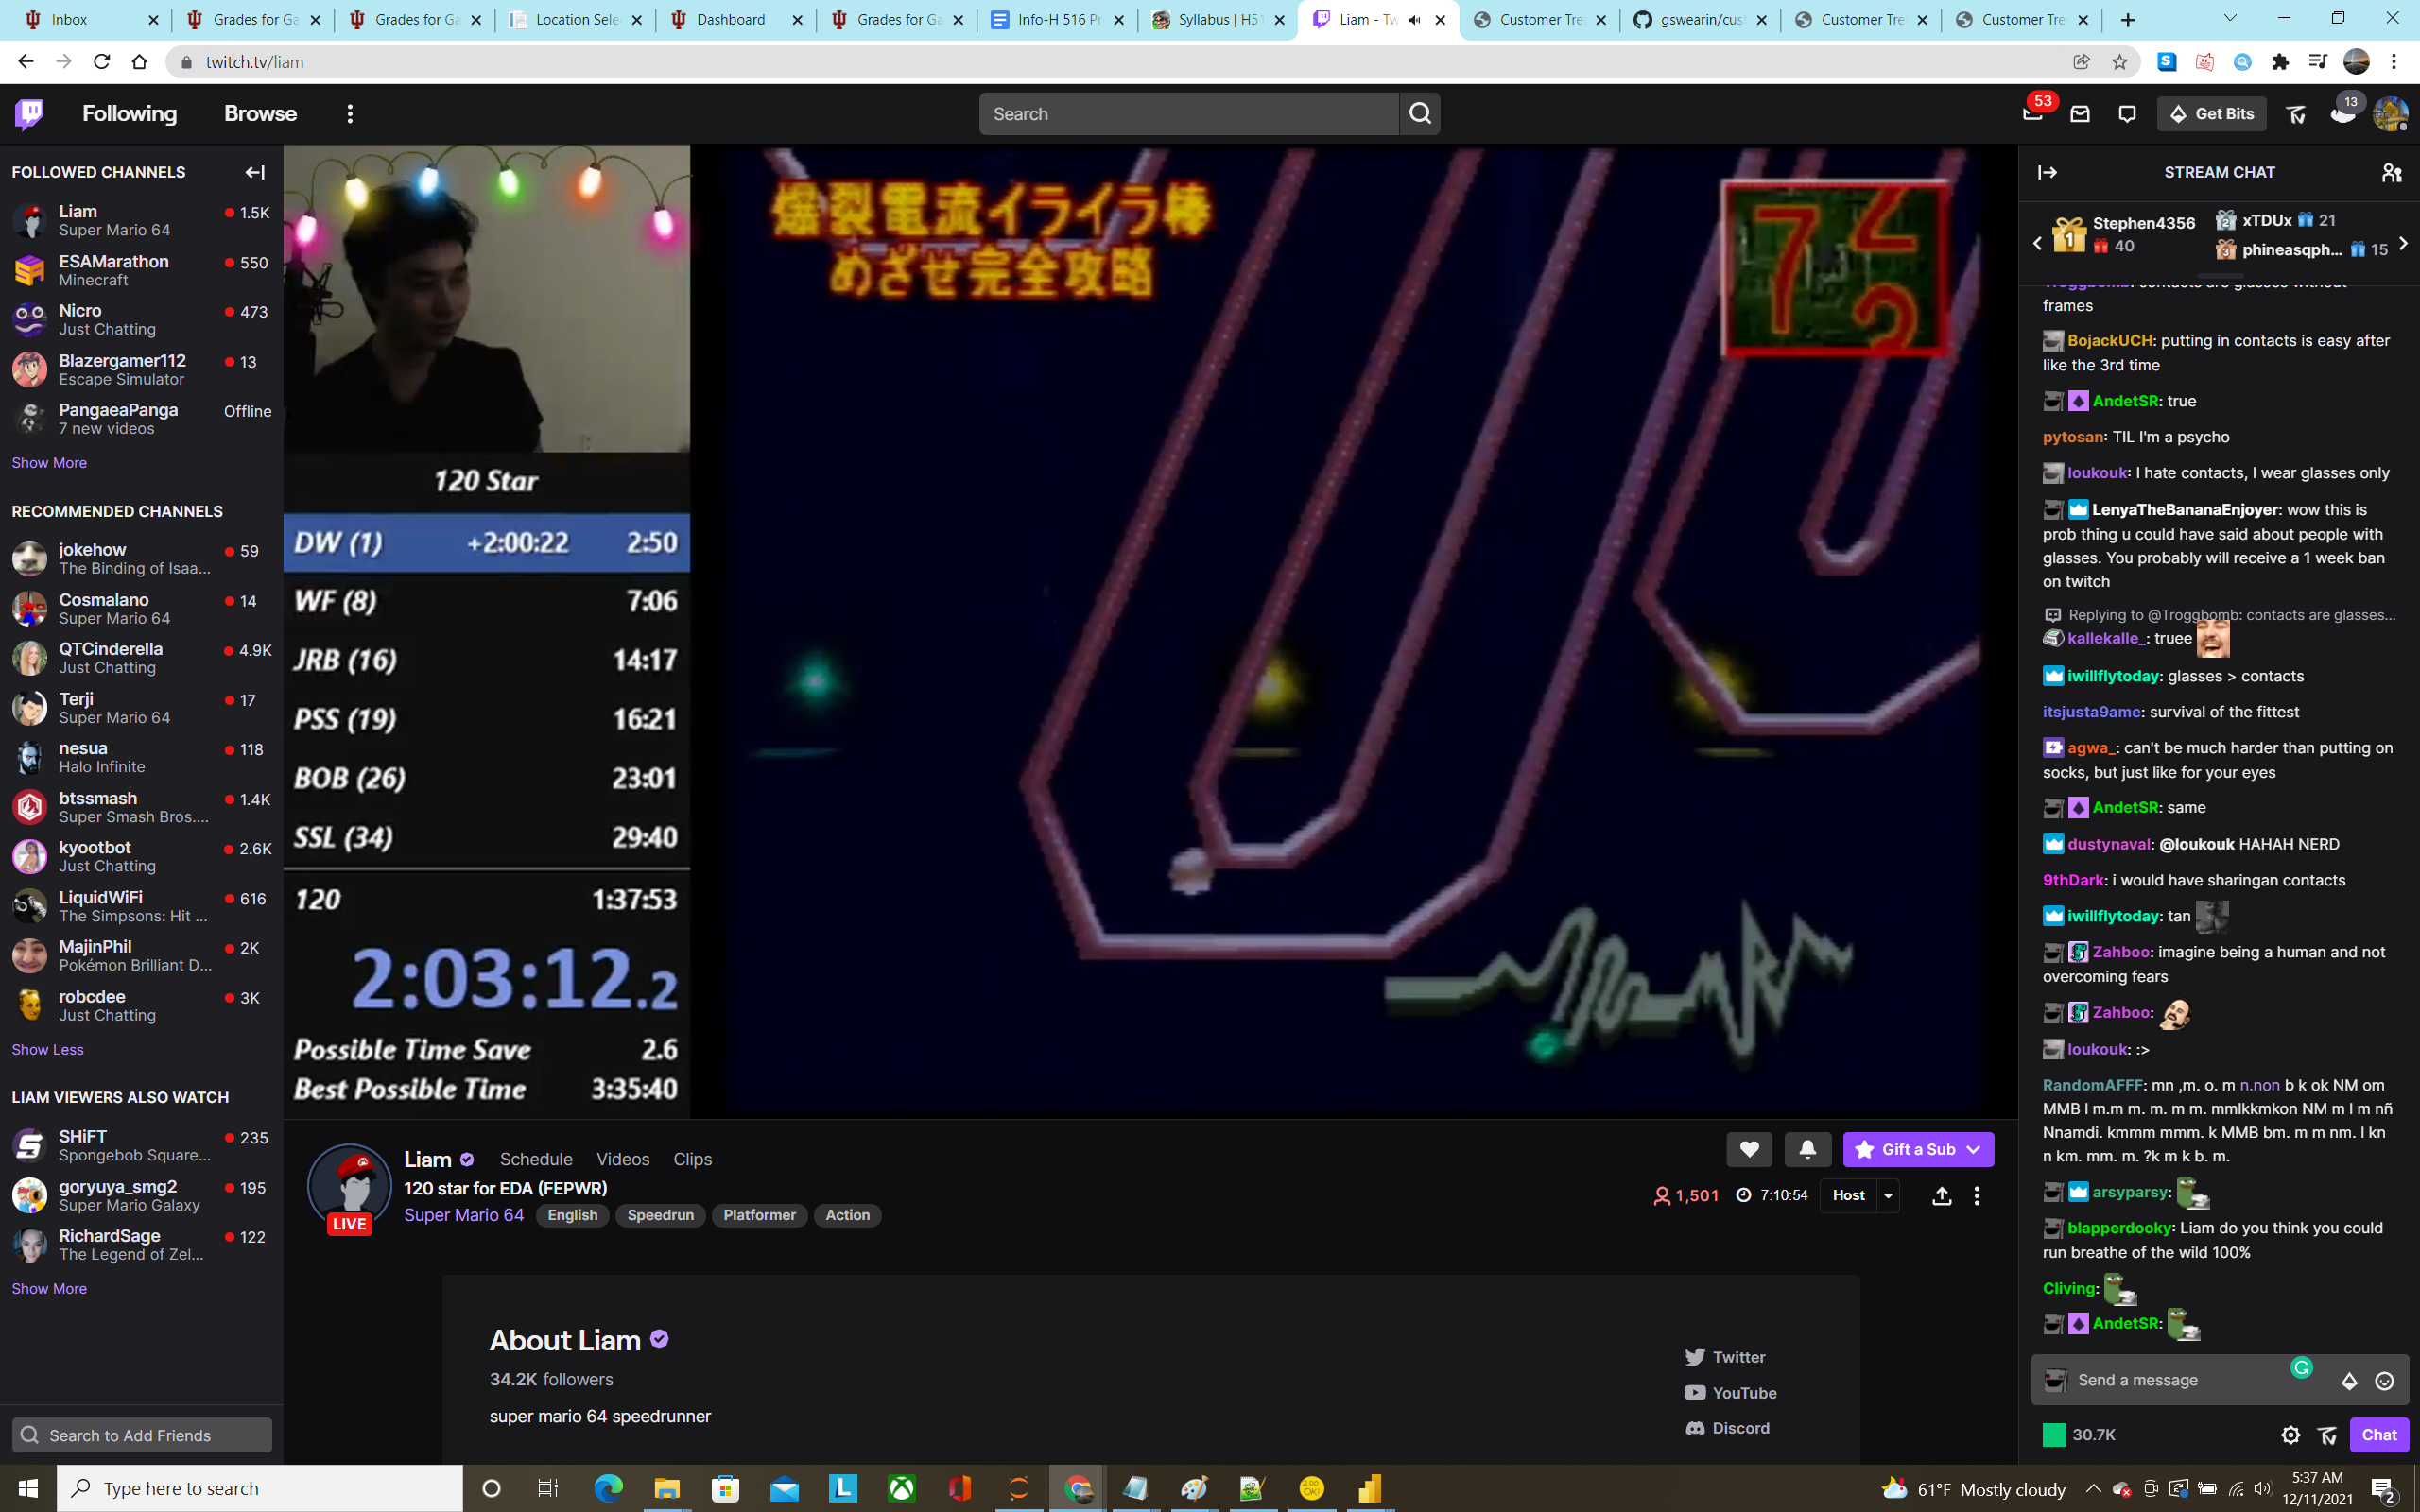 Inbox
Grades for Ga
Grades for Ga
Location Sele
Dashboard
Grades for Ga
Info-H 516 Pr
Syllabus | H51
Liam - Tw
Customer Tre
gswearin/cus
Customer Tre
Customer Tre
twitch.tv/liam
Following
Browse
Search
53
Get Bits
13
FOLLOWED CHANNELS
Liam
1.5K
Super Mario 64
ESAMarathon
550
Minecraft
Nicro
473
Just Chatting
Blazergamer112
13
Escape Simulator
PangaeaPanga
Offline
7 new videos
Show More
RECOMMENDED CHANNELS
jokehow
59
The Binding of Isaa...
Cosmalano
14
Super Mario 64
QTCinderella
4.9K
Just Chatting
Terji
17
Super Mario 64
nesua
118
Halo Infinite
btssmash
1.4K
Super Smash Bros....
kyootbot
2.6K
Just Chatting
LiquidWiFi
616
The Simpsons: Hit ...
MajinPhil
2K
Pokémon Brilliant D...
robcdee
3K
Just Chatting
Show Less
LIAM VIEWERS ALSO WATCH
SHiFT
235
Spongebob Square...
goryuya_smg2
195
Super Mario Galaxy
RichardSage
122
The Legend of Zel...
Show More
Search to Add Friends
120 Star
DW (1) +2:00:22 2:50
WF (8) 7:06
JRB (16) 14:17
PSS (19) 16:21
BOB (26) 23:01
SSL (34) 29:40
120 1:37:53
2:03:12.2
Possible Time Save 2.6
Best Possible Time 3:35:40
爆裂電流イライラ棒
めざせ完全攻略
7
LIVE
Liam
Schedule
Videos
Clips
120 star for EDA (FEPWR)
Super Mario 64
English
Speedrun
Platformer
Action
Gift a Sub
1,501
7:10:54
Host
About Liam
34.2K followers
super mario 64 speedrunner
Twitter
YouTube
Discord
STREAM CHAT
1 Stephen4356
40
2 xTDUx 21
3 phineasqph... 15
Troggbomb: contacts are glasses without
frames
BojackUCH: putting in contacts is easy after
like the 3rd time
AndetSR: true
pytosan: TIL I'm a psycho
loukouk: I hate contacts, I wear glasses only
LenyaTheBananaEnjoyer: wow this is
prob thing u could have said about people with
glasses. You probably will receive a 1 week ban
on twitch
Replying to @Troggbomb: contacts are glasses...
kallekalle_: truee
iwillflytoday: glasses > contacts
itsjusta9ame: survival of the fittest
agwa_: can't be much harder than putting on
socks, but just like for your eyes
AndetSR: same
dustynaval: @loukouk HAHAH NERD
9thDark: i would have sharingan contacts
iwillflytoday: tan
Zahboo: imagine being a human and not
overcoming fears
Zahboo:
loukouk: :>
RandomAFFF: mn ,m. o. m n.non b k ok NM om
MMB l m.m m. m. m m. mmlkkmkon NM m l m nñ
Nnamdi. kmmm mmm. k MMB bm. m m nm. l kn
n km. mm. m. ?k m k b. m.
arsyparsy:
blapperdooky: Liam do you think you could
run breathe of the wild 100%
Cliving:
AndetSR:
Send a message
30.7K
Chat
Type here to search
61°F Mostly cloudy
5:37 AM
12/11/2021
2